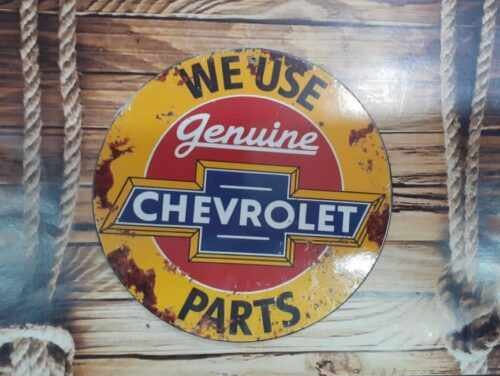 WE USE
Genuine
CHEVROLET
PARTS